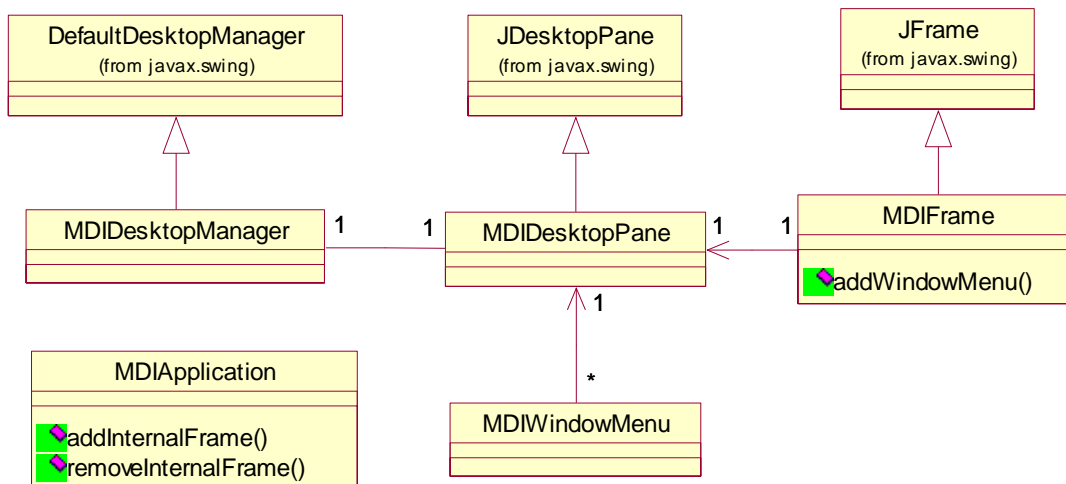 DefaultDesktopManager
(from javax.swing)
JDesktopPane
(from javax.swing)
JFrame
(from javax.swing)
MDIDesktopManager
1
1
MDIDesktopPane
1
1
MDIFrame
addWindowMenu()
1
*
MDIApplication
addInternalFrame()
removeInternalFrame()
MDIWindowMenu